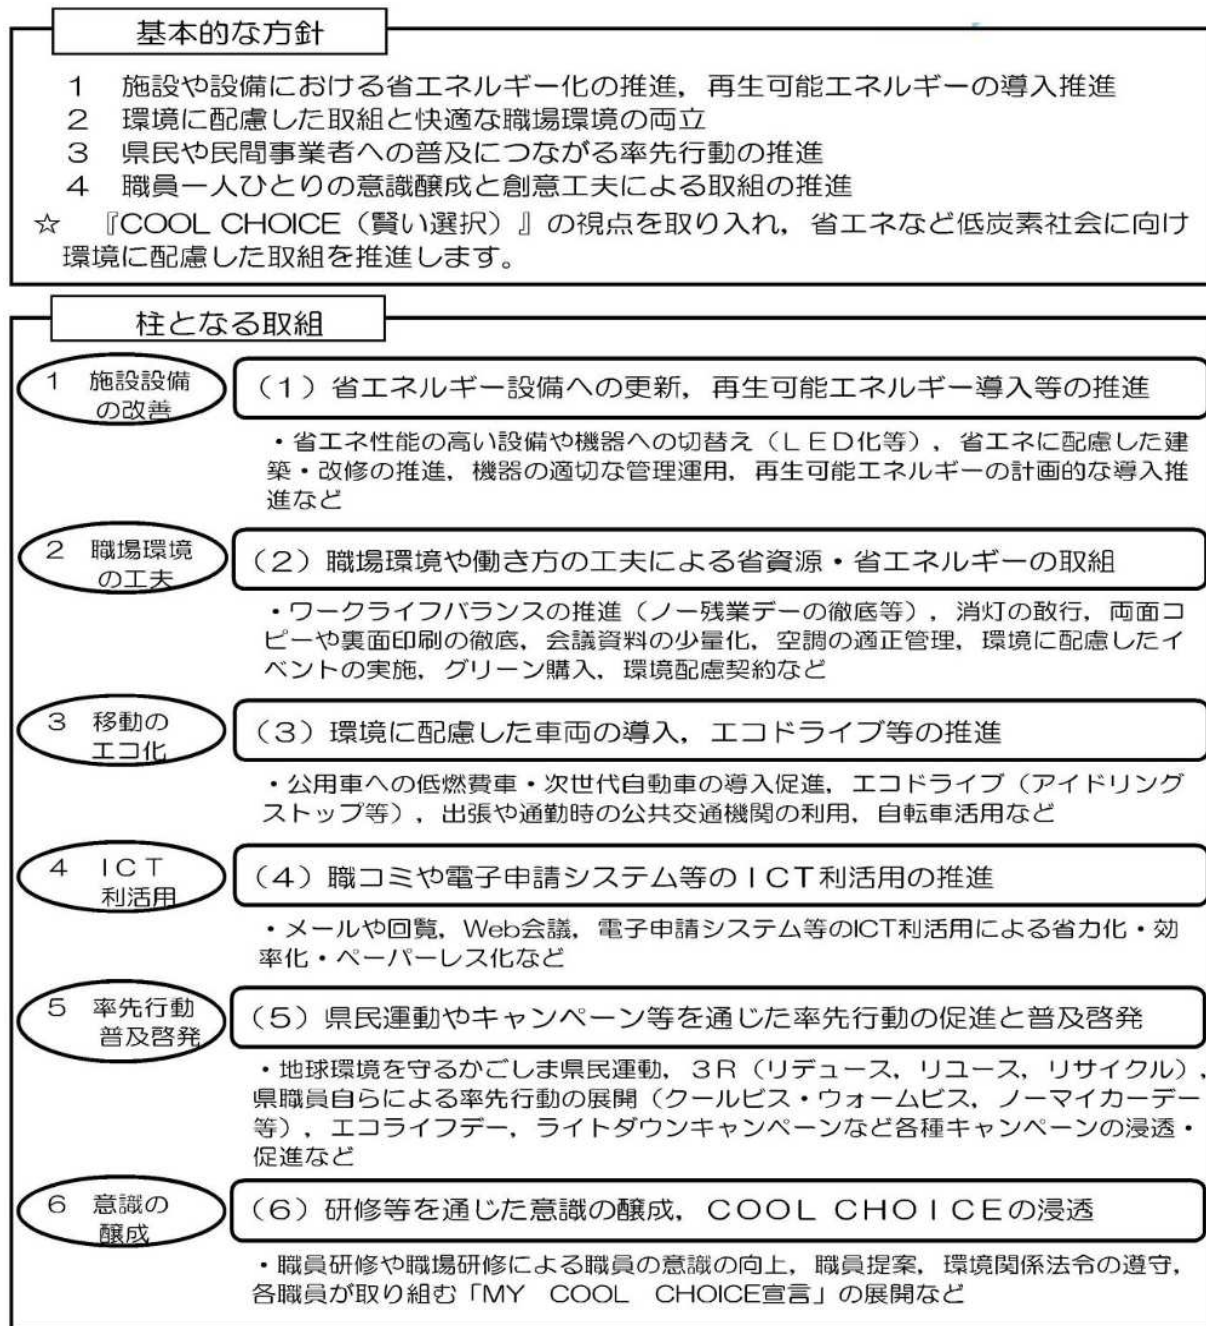 基本的な方針
1 施設や設備における省エネルギー化の推進，再生可能エネルギーの導入推進
2 環境に配慮した取組と快適な職場環境の両立
3 県民や民間事業者への普及につながる率先行動の推進
4 職員一人ひとりの意識醸成と創意工夫による取組の推進
☆ 『COOL CHOICE（賢い選択）』の視点を取り入れ，省エネなど低炭素社会に向け
環境に配慮した取組を推進します。
柱となる取組
1 施設設備
の改善
（1）省エネルギー設備への更新，再生可能エネルギー導入等の推進
・省エネ性能の高い設備や機器への切替え（ＬＥＤ化等），省エネに配慮した建
築・改修の推進，機器の適切な管理運用，再生可能エネルギーの計画的な導入推
進など
2 職場環境
の工夫
（2）職場環境や働き方の工夫による省資源・省エネルギーの取組
・ワークライフバランスの推進（ノー残業デーの徹底等），消灯の敢行，両面コ
ピーや裏面印刷の徹底，会議資料の少量化，空調の適正管理，環境に配慮したイ
ベントの実施，グリーン購入，環境配慮契約など
3 移動の
エコ化
（3）環境に配慮した車両の導入，エコドライブ等の推進
・公用車への低燃費車・次世代自動車の導入促進，エコドライブ（アイドリング
ストップ等），出張や通勤時の公共交通機関の利用，自転車活用など
4 ＩＣＴ
利活用
（4）職コミや電子申請システム等のＩＣＴ利活用の推進
・メールや回覧，Web会議，電子申請システム等のICT利活用による省力化・効
率化・ペーパーレス化など
5 率先行動
普及啓発
（5）県民運動やキャンペーン等を通じた率先行動の促進と普及啓発
・地球環境を守るかごしま県民運動，３Ｒ（リデュース，リユース，リサイクル），
県職員自らによる率先行動の展開（クールビス・ウォームビス，ノーマイカーデー
等），エコライフデー，ライトダウンキャンペーンなど各種キャンペーンの浸透・
促進など
6 意識の
醸成
（6）研修等を通じた意識の醸成，ＣＯＯＬ ＣＨＯＩＣＥの浸透
・職員研修や職場研修による職員の意識の向上，職員提案，環境関係法令の遵守，
各職員が取り組む「MY COOL CHOICE宣言」の展開など